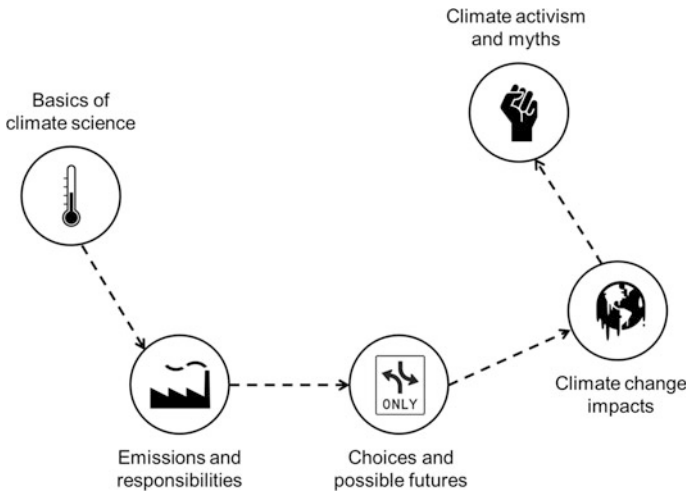 Climate activism
and myths
Basics of
climate science
ONLY
Climate change
impacts
Emissions and
responsibilities
Choices and
possible futures